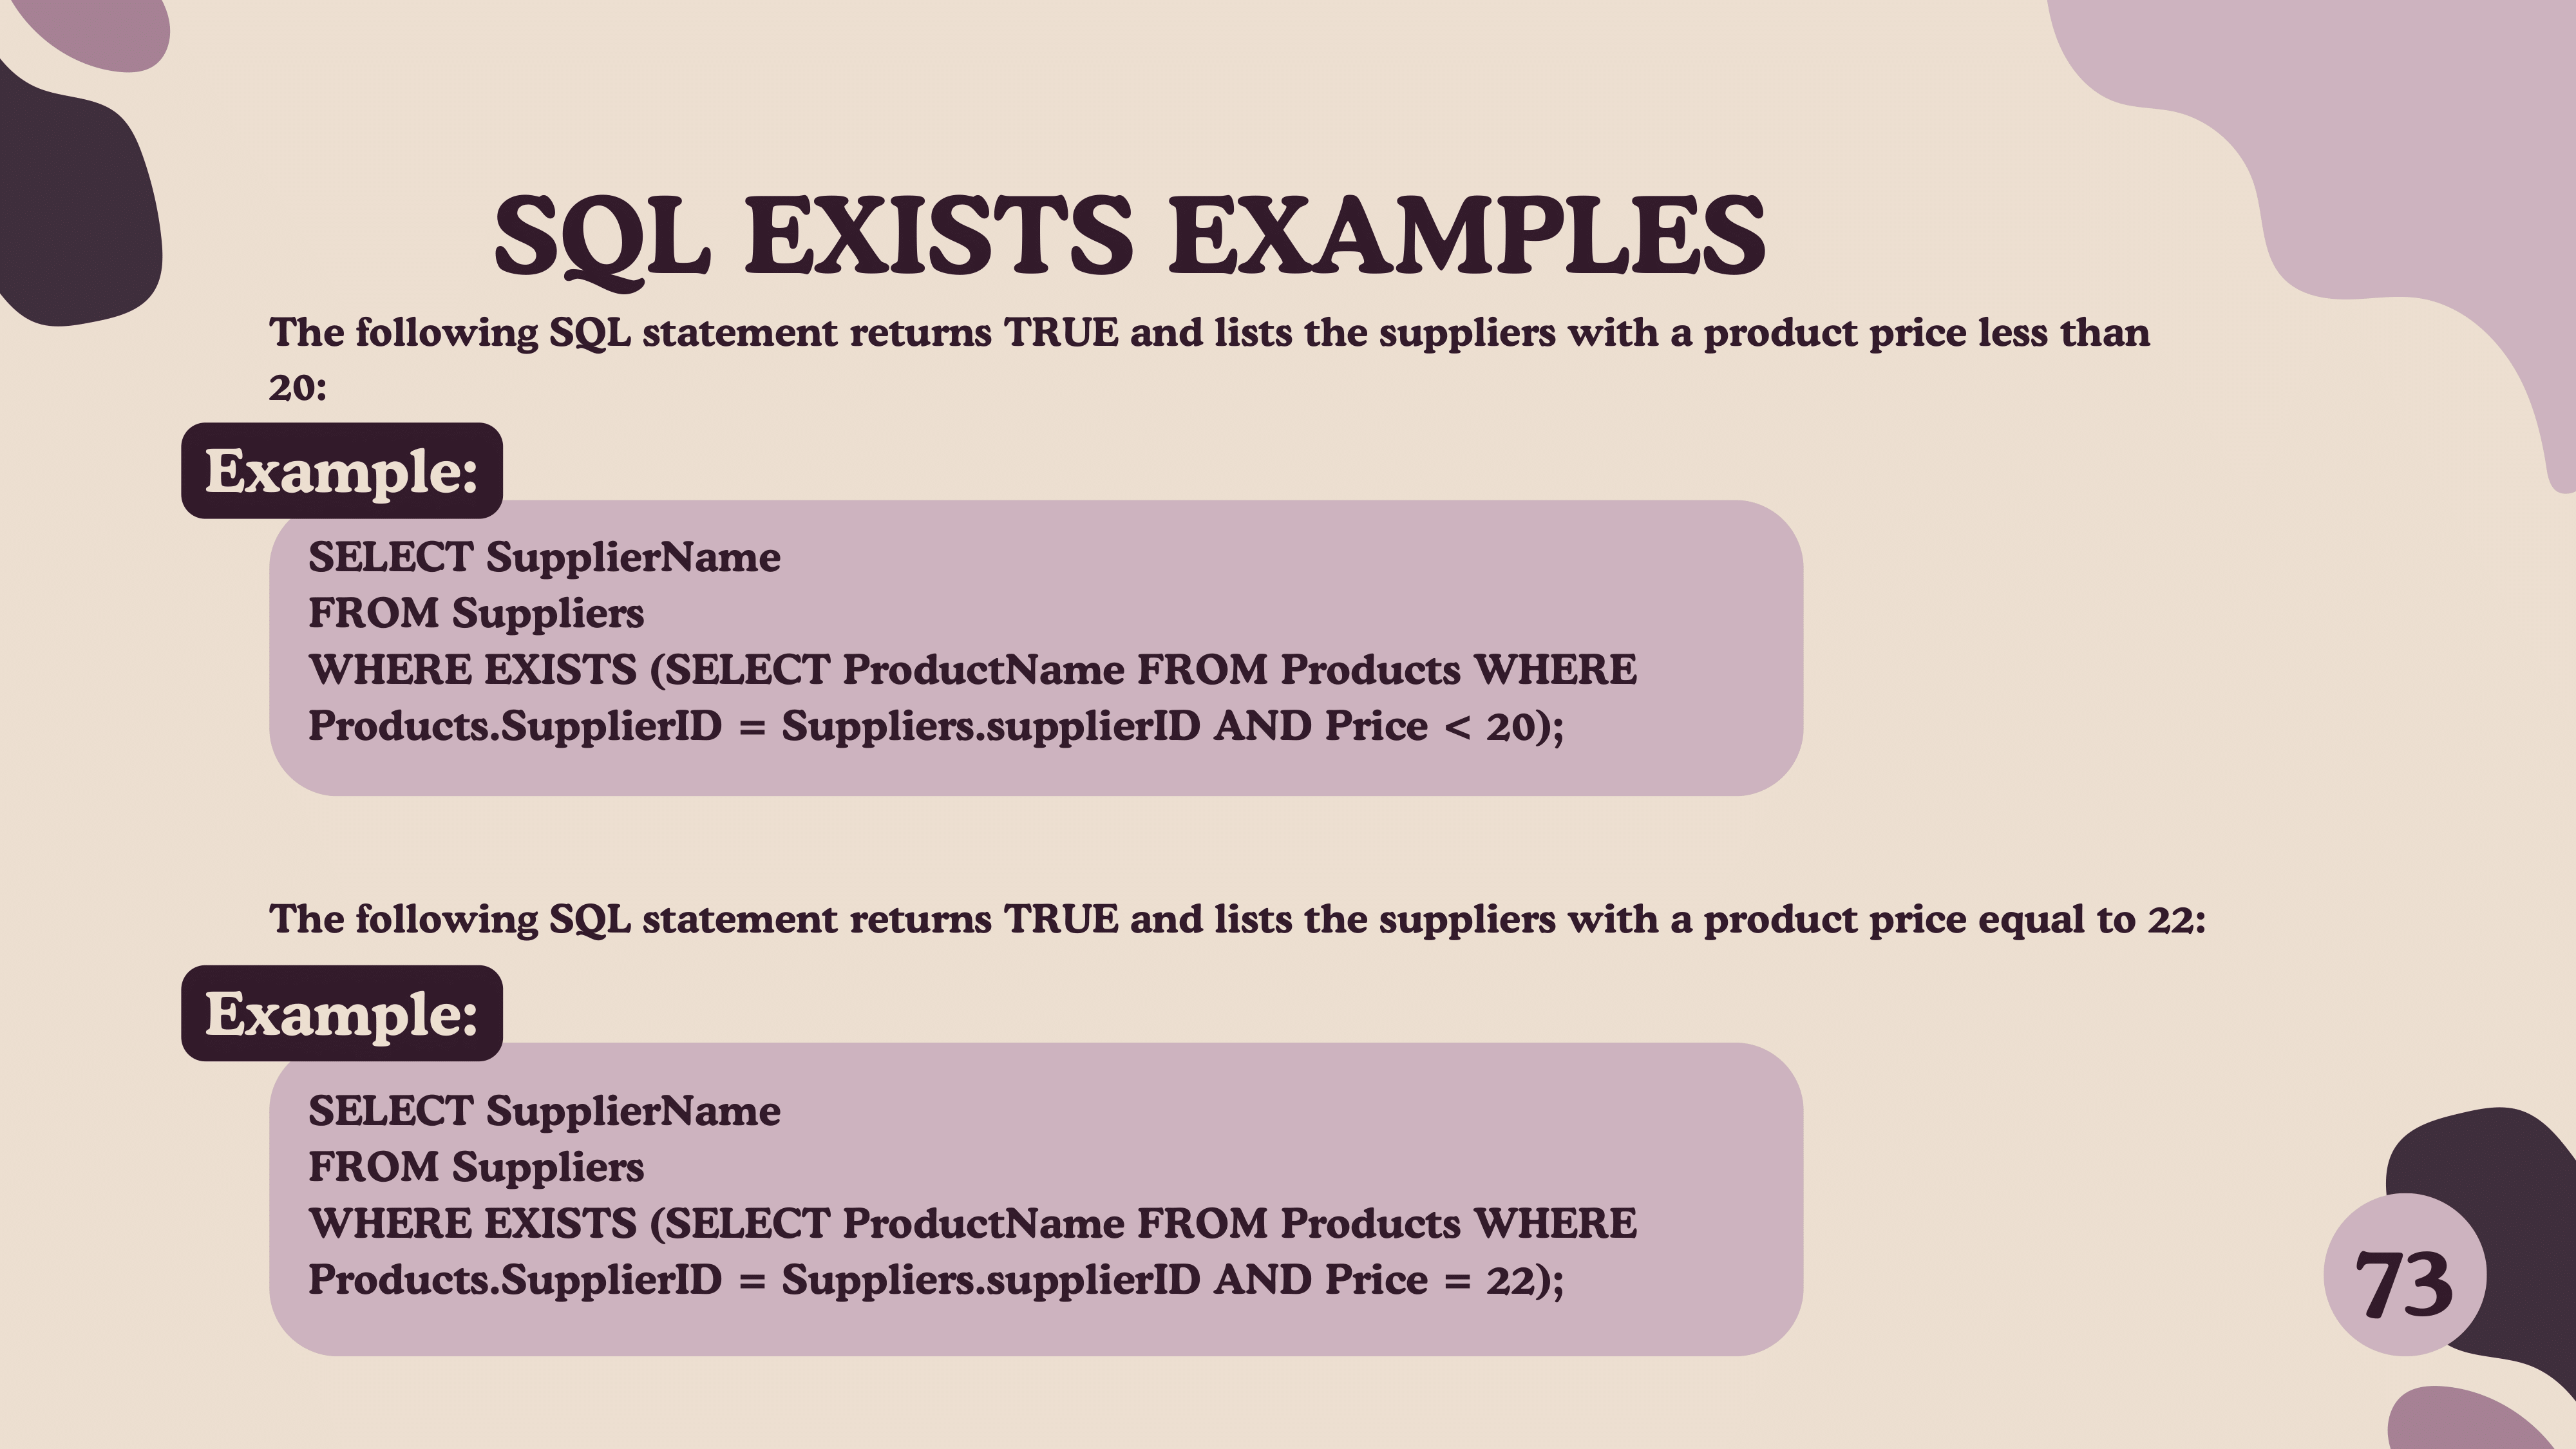 SQL EXISTS EXAMPLES
The following SQL statement returns TRUE and lists the suppliers with a product price less than
20:
Example:
SELECT SupplierName
FROM Suppliers
WHERE EXISTS (SELECT ProductName FROM Products WHERE
Products.SupplierID = Suppliers.supplierID AND Price < 20);
The following SQL statement returns TRUE and lists the suppliers with a product price equal to 22:
Example:
SELECT SupplierName
FROM Suppliers
WHERE EXISTS (SELECT ProductName FROM Products WHERE
Products.SupplierID = Suppliers.supplierID AND Price = 22);
73